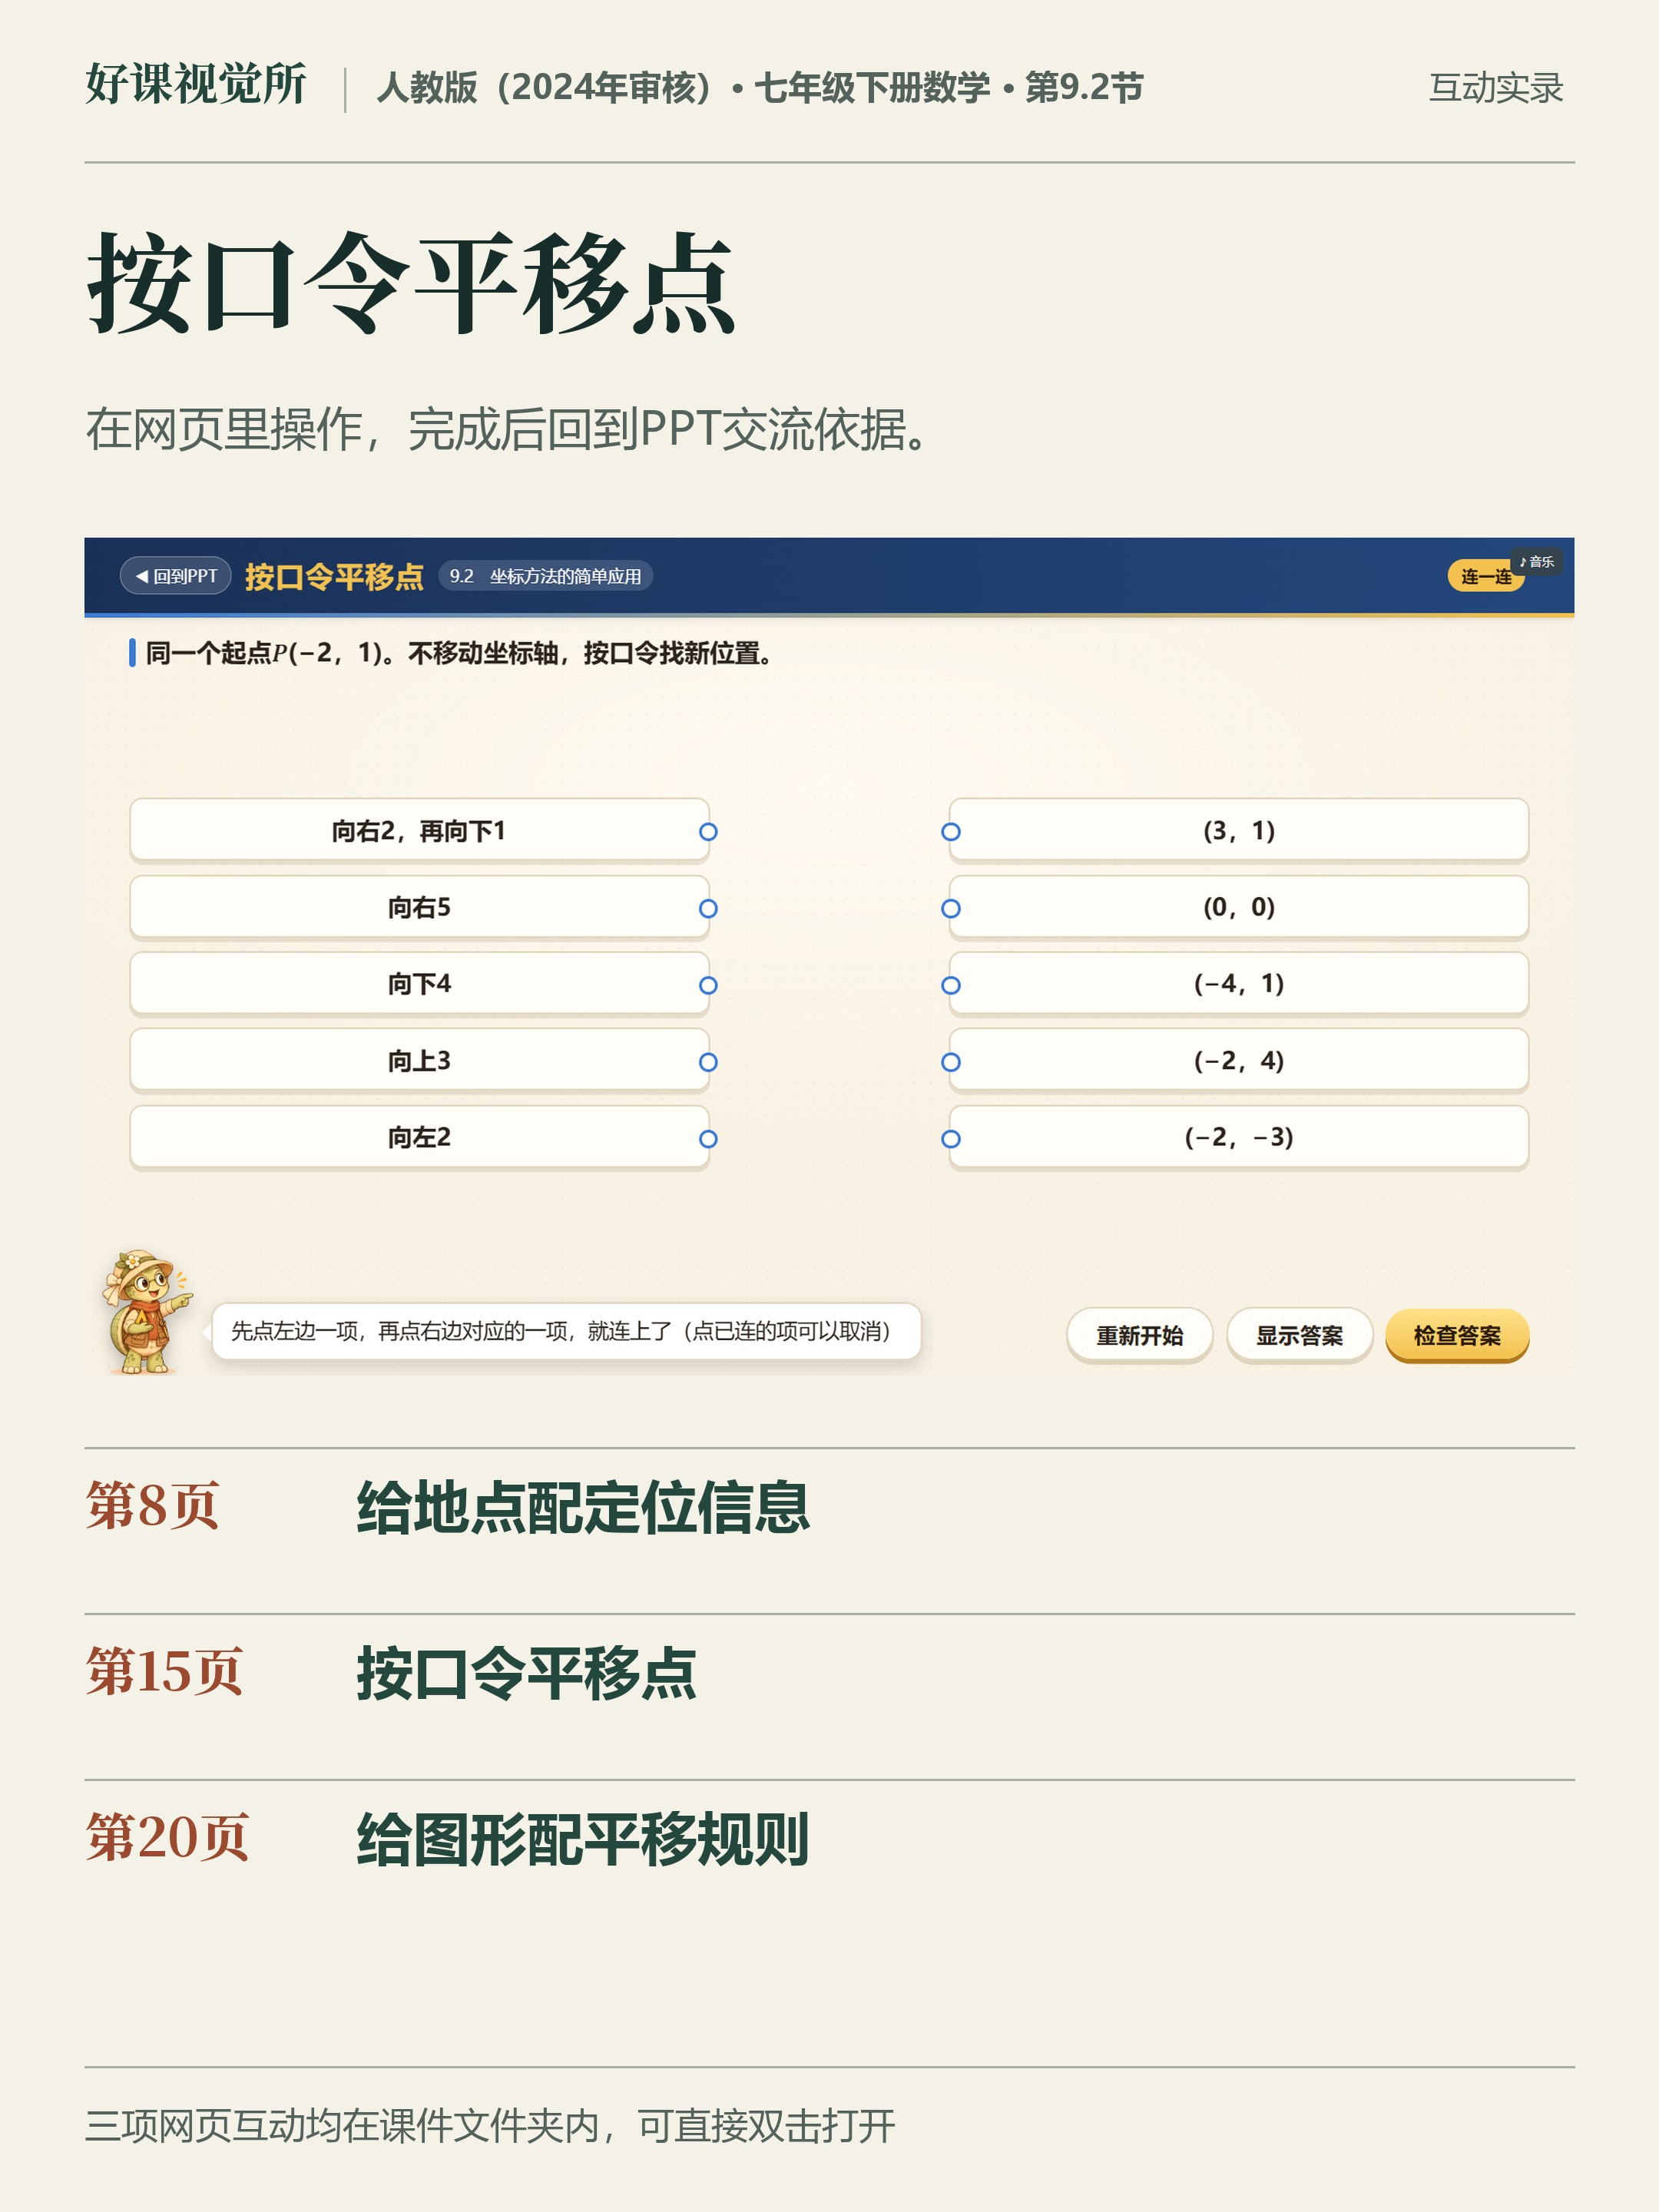 好课视觉所
人教版（2024年审核）• 七年级下册数学 • 第9.2节
互动实录
按口令平移点
在网页里操作，完成后回到PPT交流依据。
◀ 回到PPT
按口令平移点
9.2 坐标方法的简单应用
连一连
♪ 音乐
同一个起点P(−2，1)。不移动坐标轴，按口令找新位置。
向右2，再向下1
(3，1)
向右5
(0，0)
向下4
(−4，1)
向上3
(−2，4)
向左2
(−2，−3)
先点左边一项，再点右边对应的一项，就连上了（点已连的项可以取消）
重新开始
显示答案
检查答案
第8页 给地点配定位信息
第15页 按口令平移点
第20页 给图形配平移规则
三项网页互动均在课件文件夹内，可直接双击打开